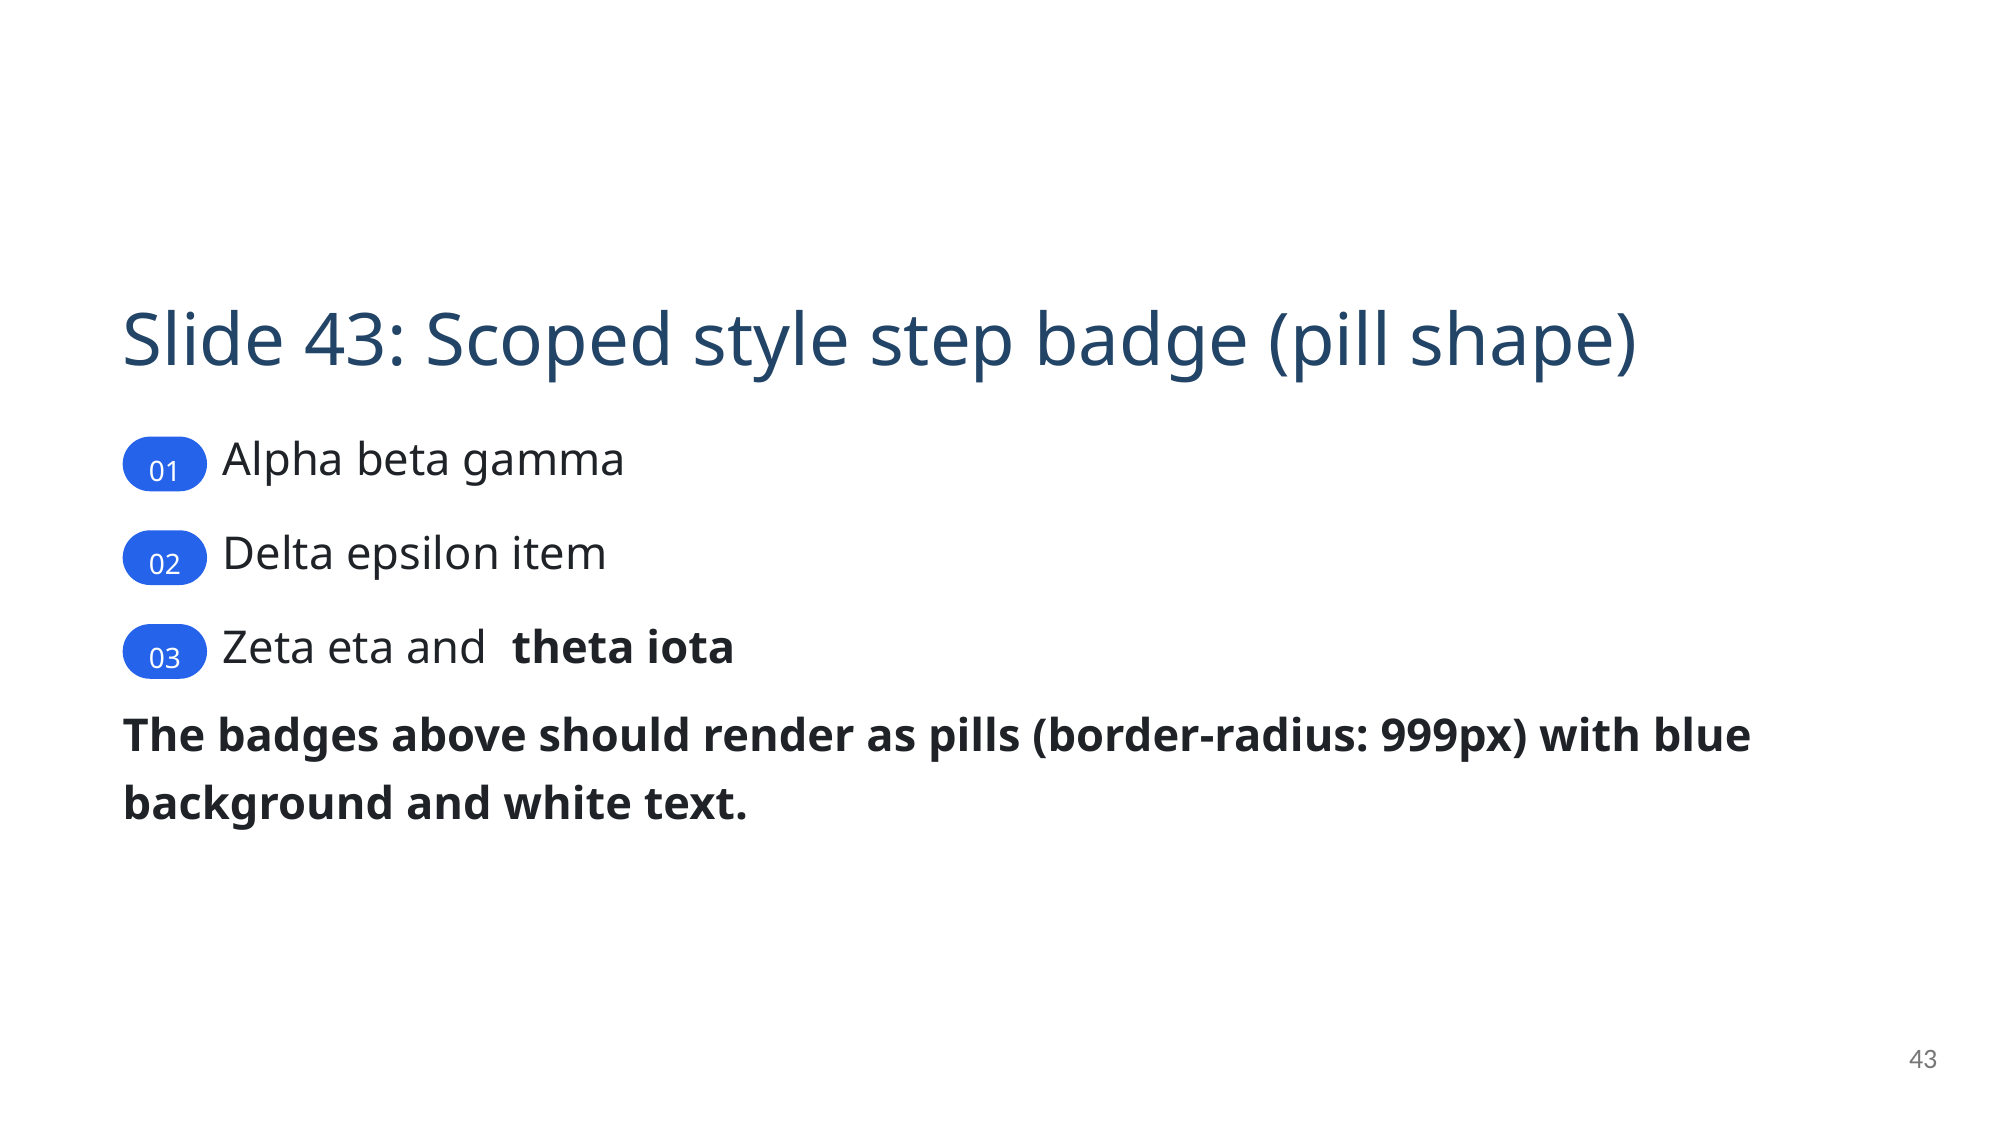 Slide 43: Scoped style step badge (pill shape)
01 Alpha beta gamma
02 Delta epsilon item
03 Zeta eta and theta iota
The badges above should render as pills (border-radius: 999px) with blue
background and white text.
43